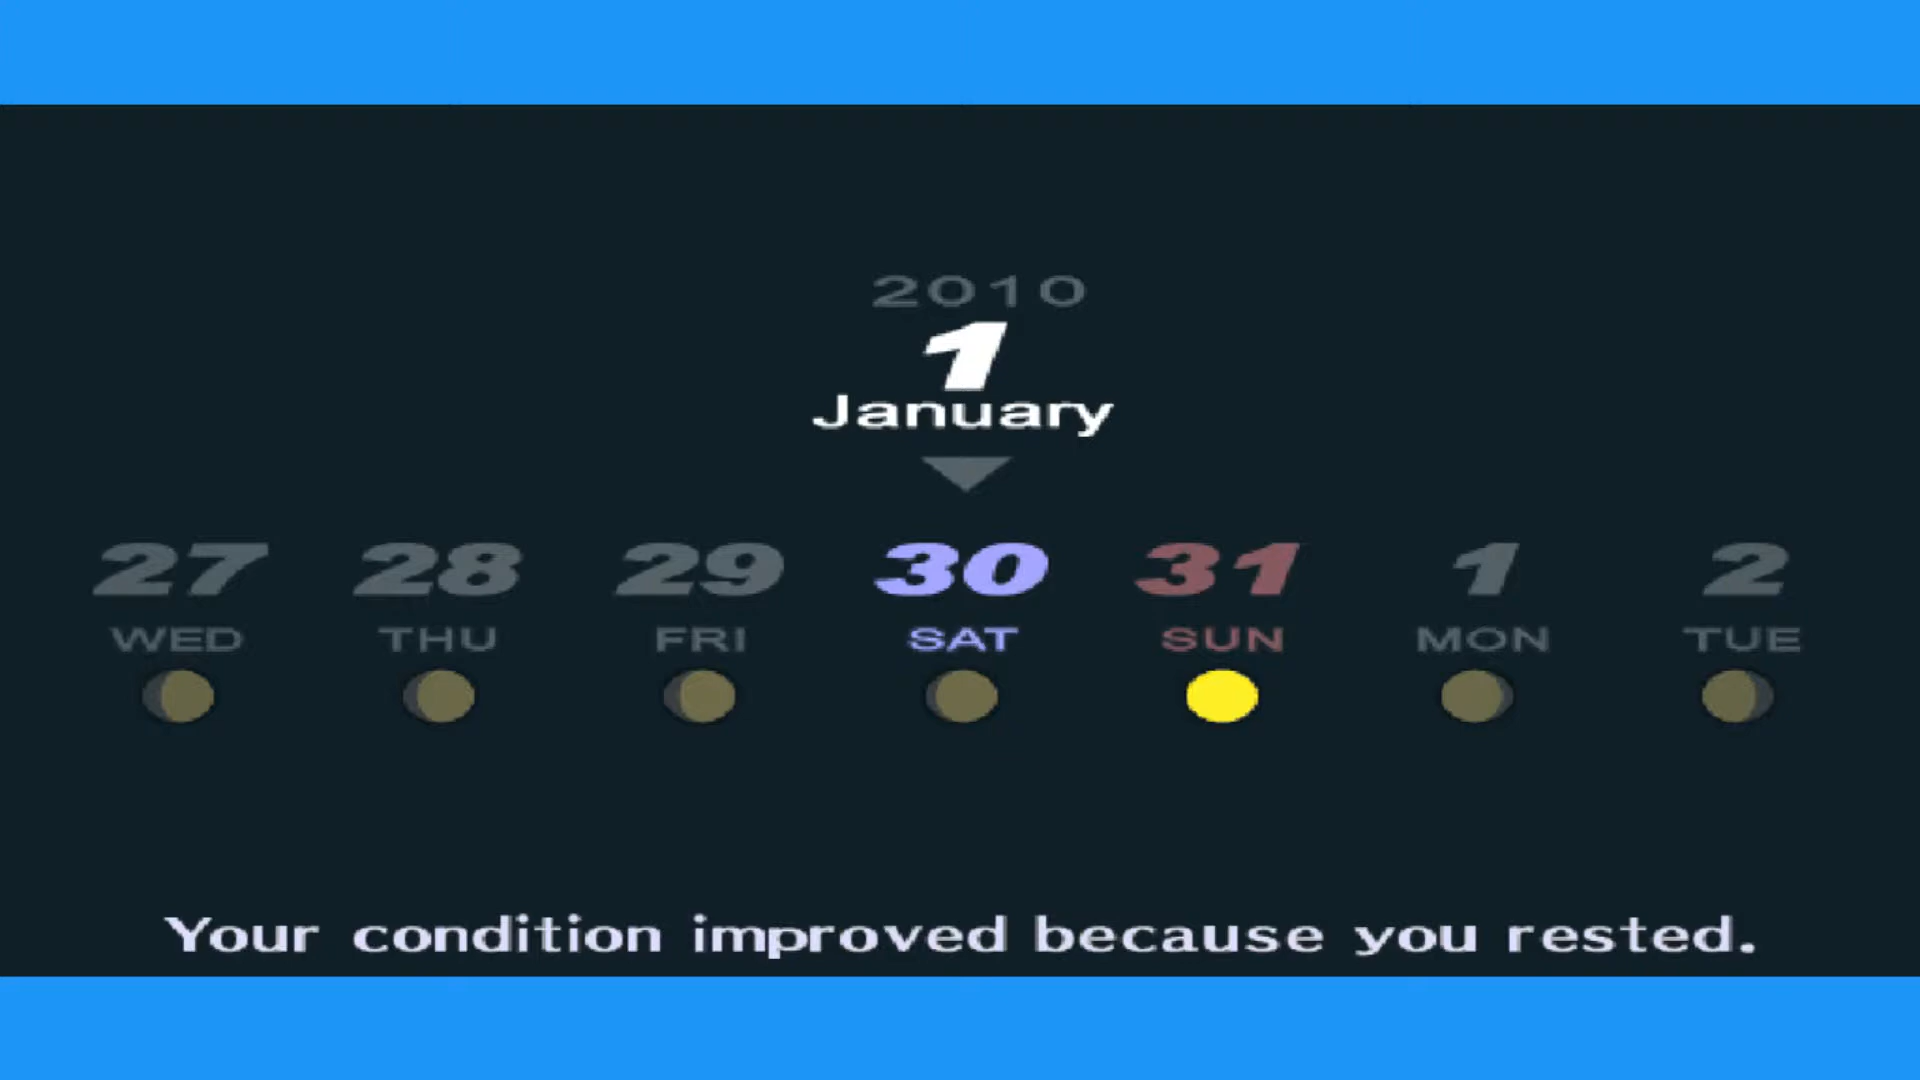 2010
1
January
27 28 29 30 31 1 2
WED THU FRI SAT SUN MON TUE
Your condition improved because you rested.